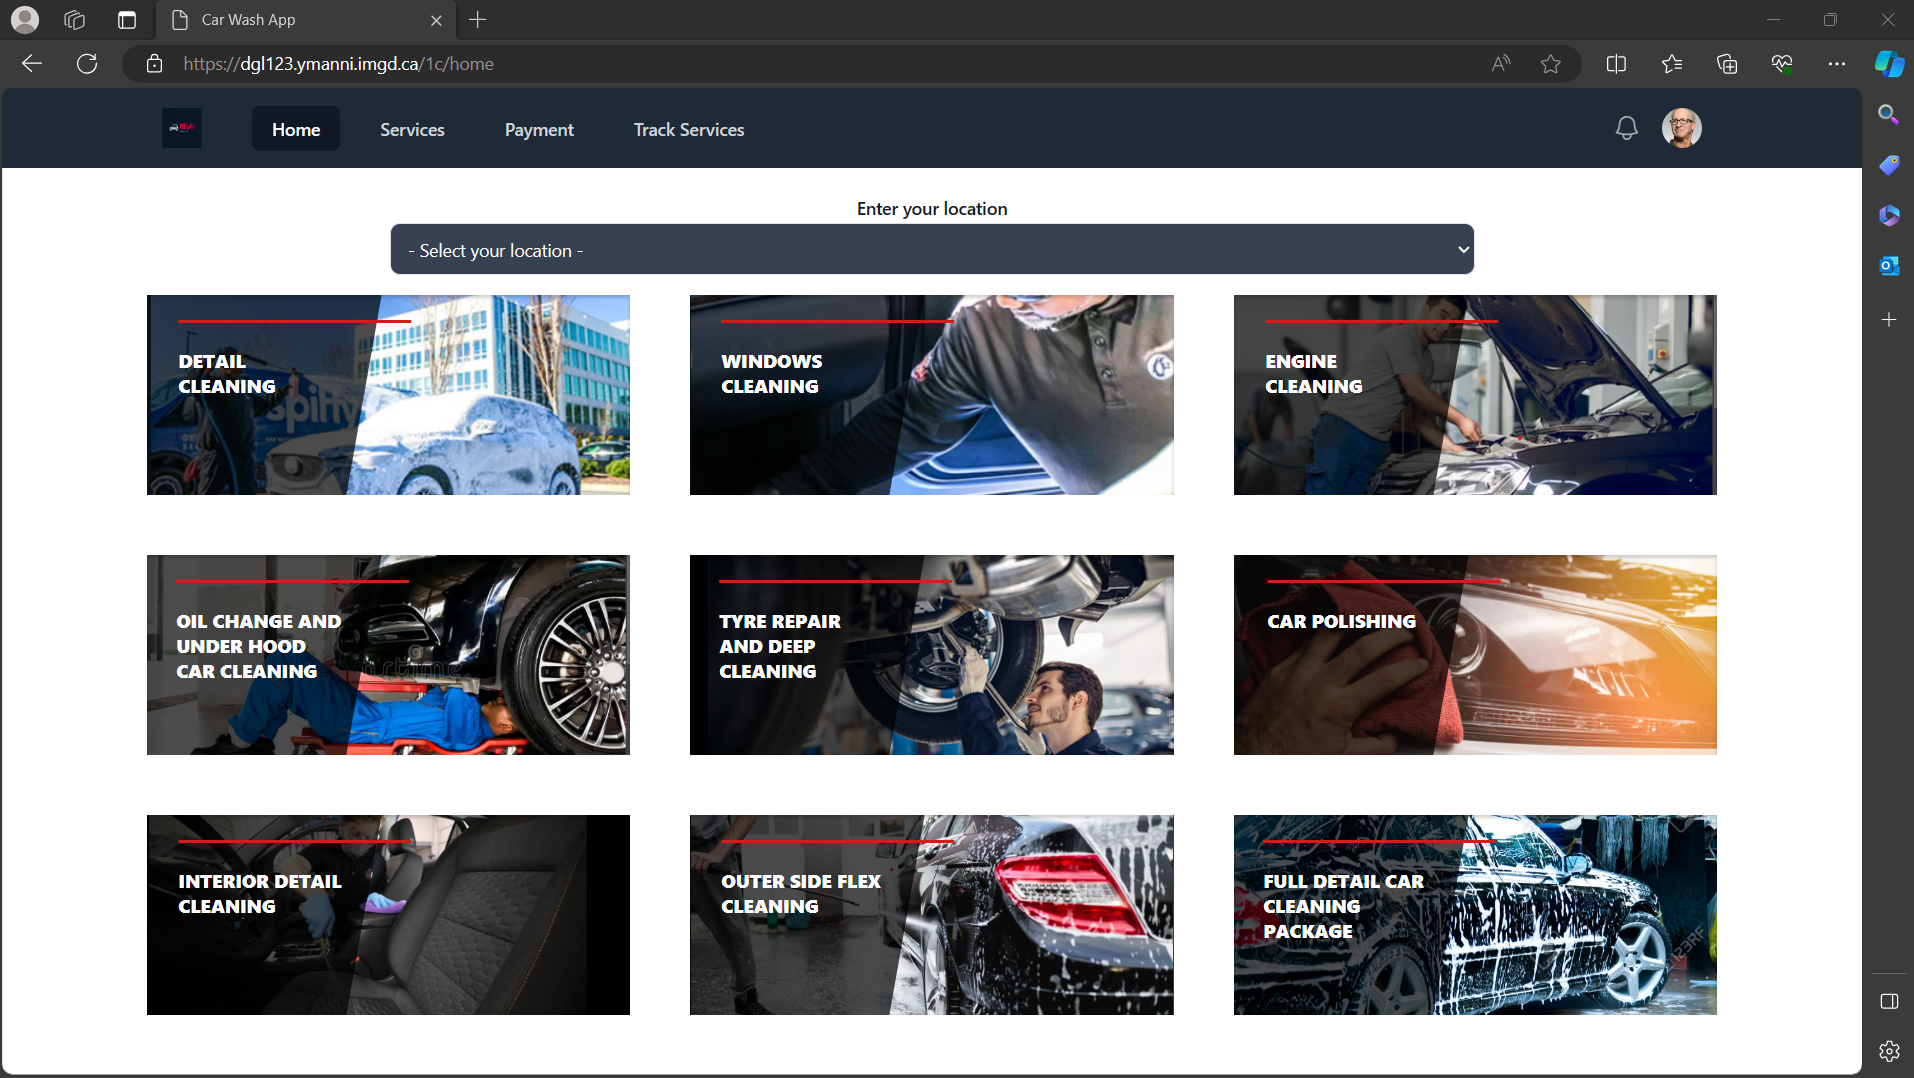 Car Wash App
https://dgl123.ymanni.imgd.ca/1c/home
Home
Services
Payment
Track Services
Enter your location
- Select your location -
DETAIL
CLEANING
WINDOWS
CLEANING
ENGINE
CLEANING
OIL CHANGE AND
UNDER HOOD
CAR CLEANING
TYRE REPAIR
AND DEEP
CLEANING
CAR POLISHING
INTERIOR DETAIL
CLEANING
OUTER SIDE FLEX
CLEANING
FULL DETAIL CAR
CLEANING
PACKAGE